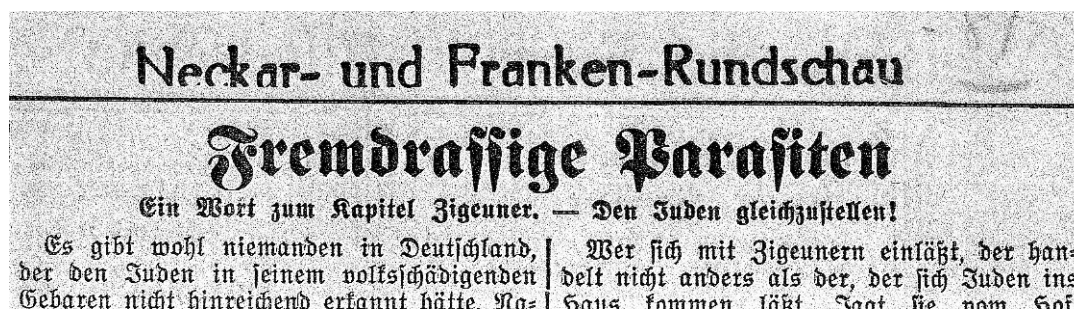 Neckar- und Franken-Rundschau
Fremdrassige Parasiten
Ein Wort zum Kapitel Zigeuner. — Den Juden gleichzustellen!
Es gibt wohl niemanden in Deutschland,
der den Juden in seinem volksschädigenden
Gebaren nicht hinreichend erkannt hätte. Na-
Wer sich mit Zigeunern einläßt, der han-
delt nicht anders als der, der sich Juden ins
Haus kommen läßt. Jagt sie vom Hof